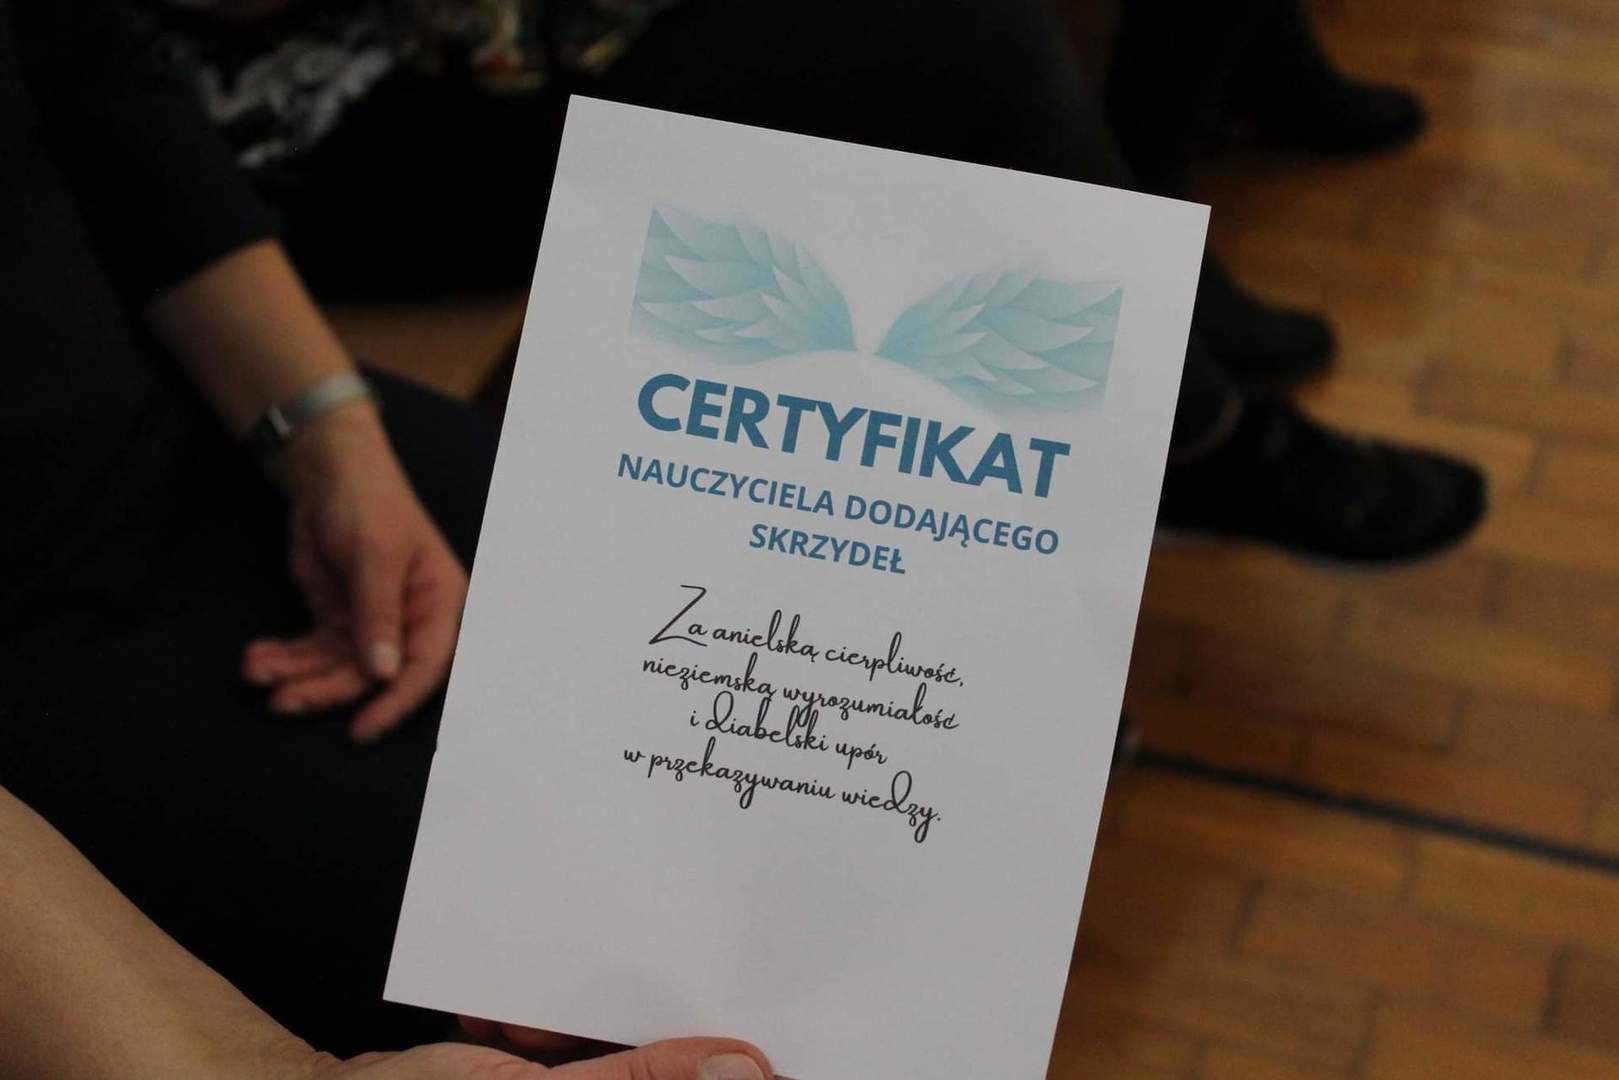 CERTYFIKAT
NAUCZYCIELA DODAJĄCEGO
SKRZYDEŁ
Za anielską cierpliwość,
nieziemską wyrozumiałość
i diabelski upór
w przekazywaniu wiedzy.